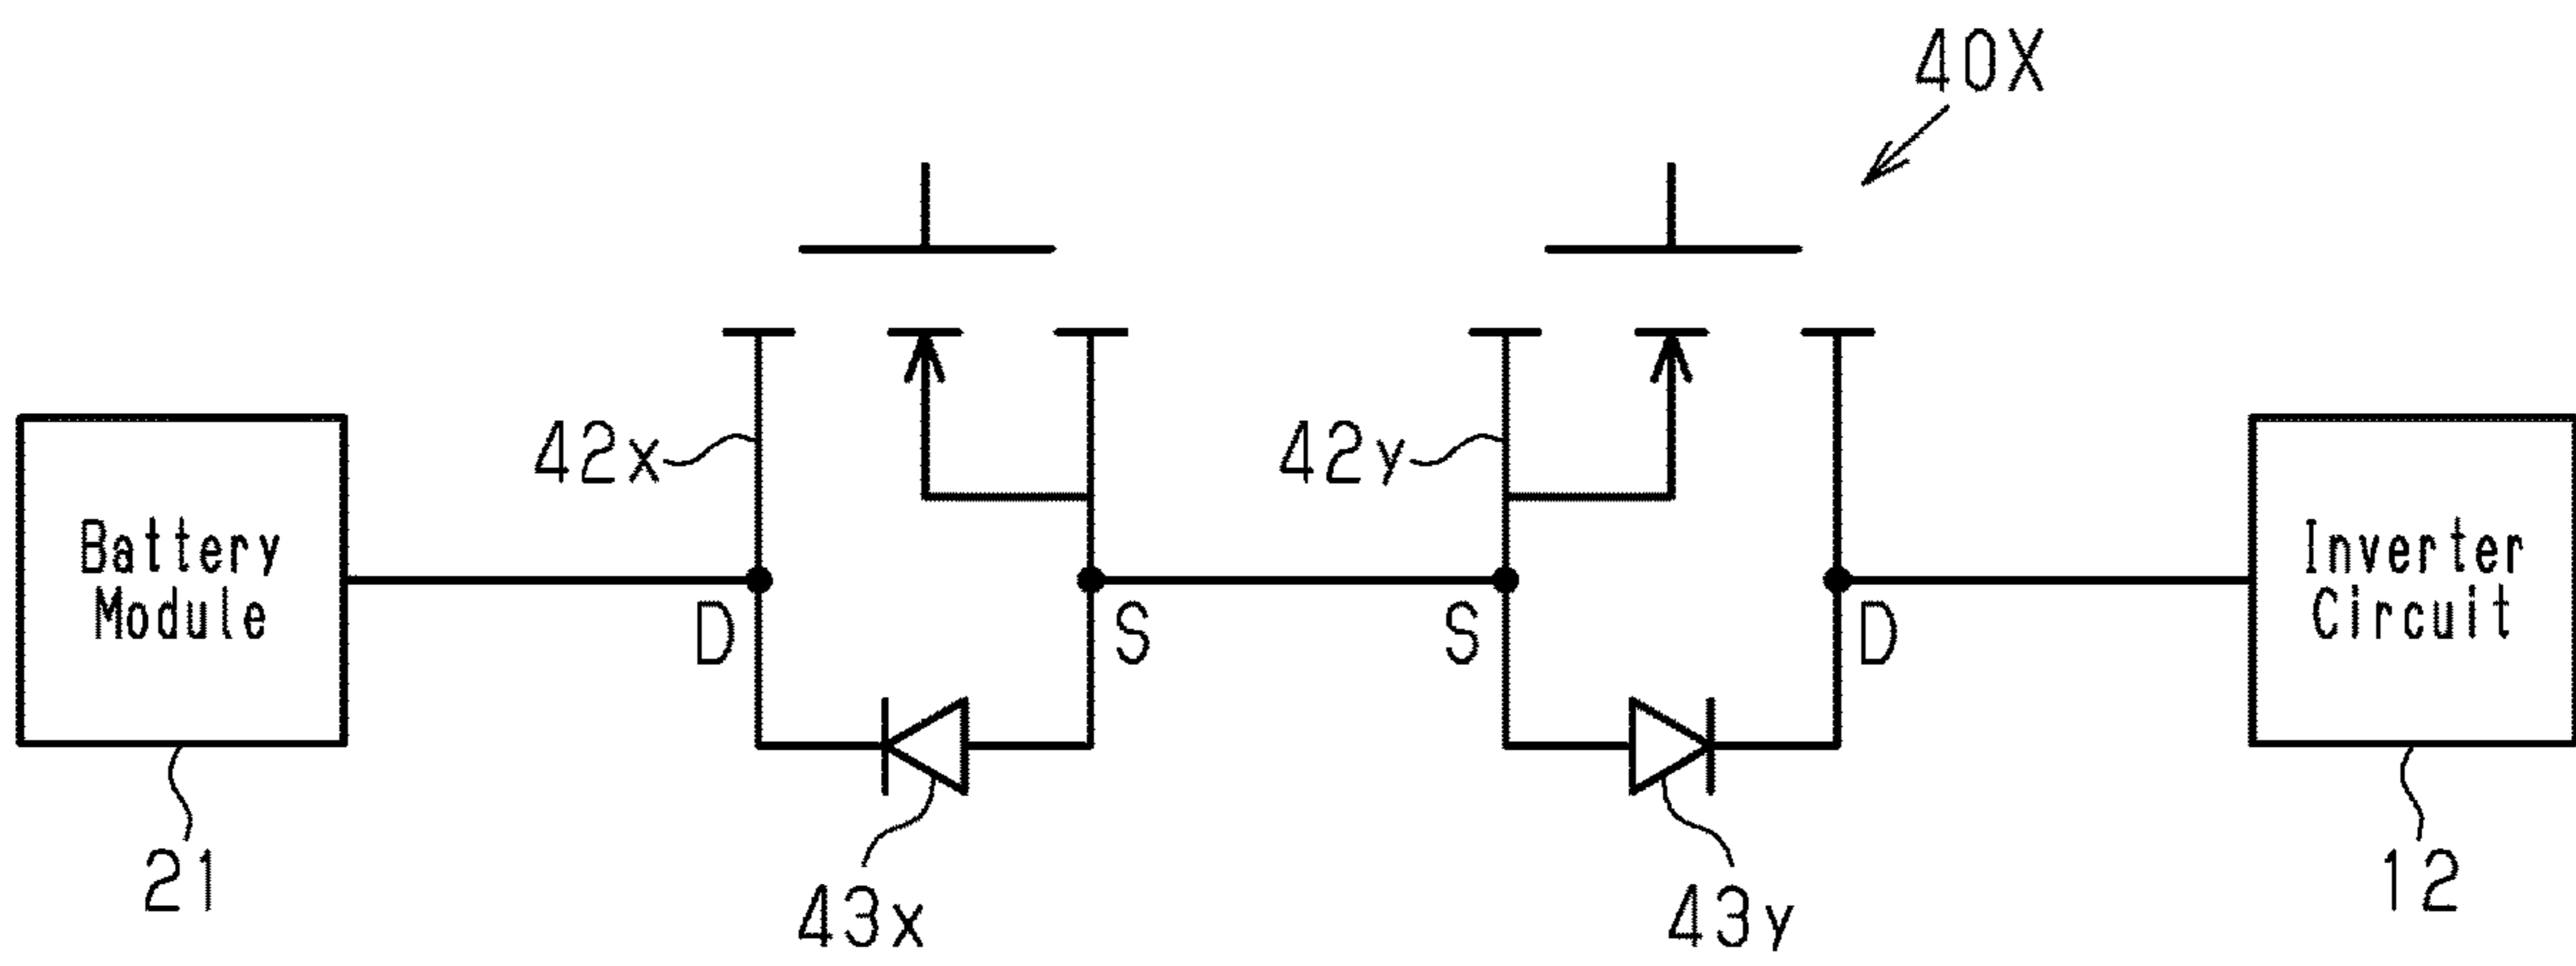 40X
42x
42y
Battery
Module
Inverter
Circuit
D
S
S
D
21
43x
43y
12